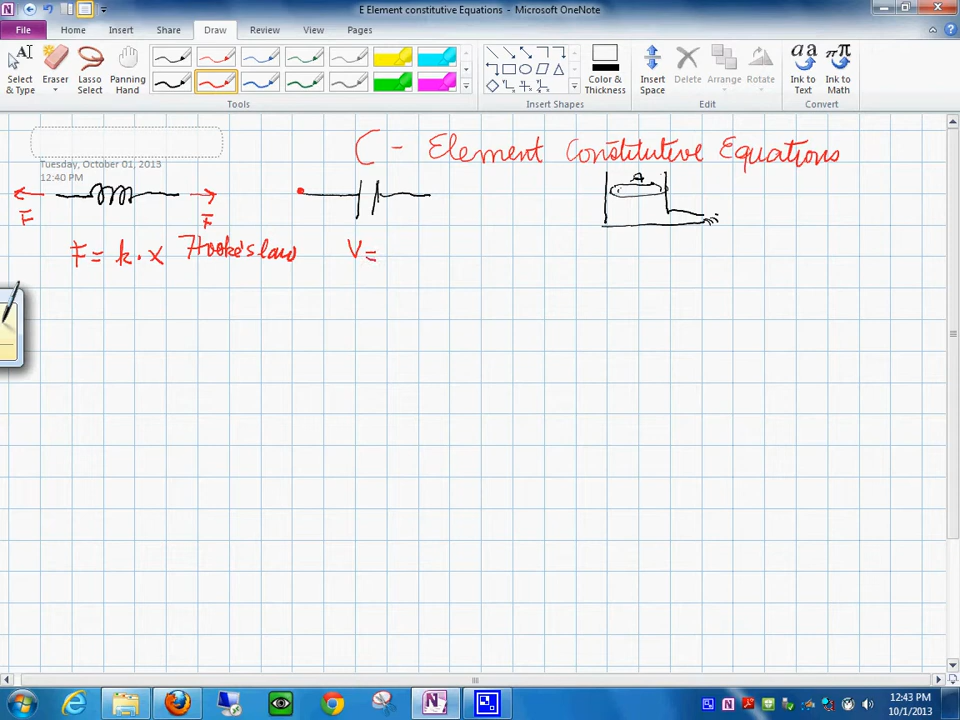 E Element constitutive Equations - Microsoft OneNote
File Home Insert Share Draw Review View Pages
Select & Type
Eraser
Lasso Select
Panning Hand
Color & Thickness
Insert Space
Delete
Arrange
Rotate
Ink to Text
Ink to Math
Tools
Insert Shapes
Edit
Convert
C - Element Constitutive Equations
Tuesday, October 01, 2013
12:40 PM
A
F
F
F = k · x Hooke's law
V =
12:43 PM
10/1/2013